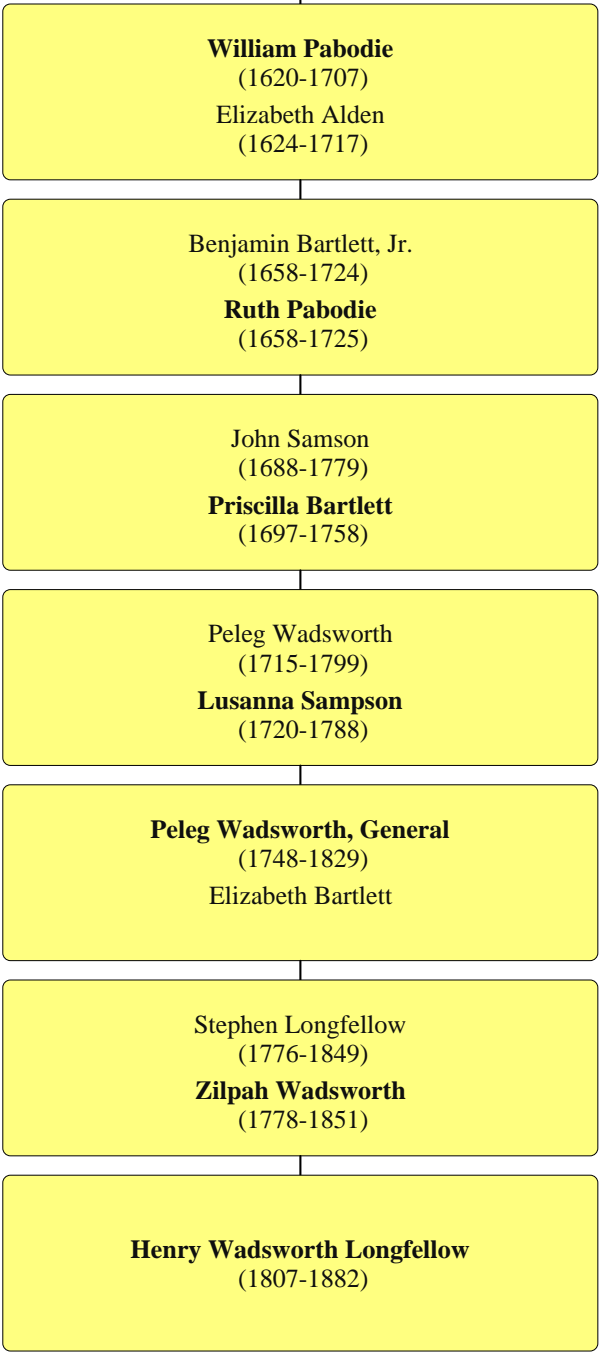 William Pabodie
(1620-1707)
Elizabeth Alden
(1624-1717)
Benjamin Bartlett, Jr.
(1658-1724)
Ruth Pabodie
(1658-1725)
John Samson
(1688-1779)
Priscilla Bartlett
(1697-1758)
Peleg Wadsworth
(1715-1799)
Lusanna Sampson
(1720-1788)
Peleg Wadsworth, General
(1748-1829)
Elizabeth Bartlett
Stephen Longfellow
(1776-1849)
Zilpah Wadsworth
(1778-1851)
Henry Wadsworth Longfellow
(1807-1882)